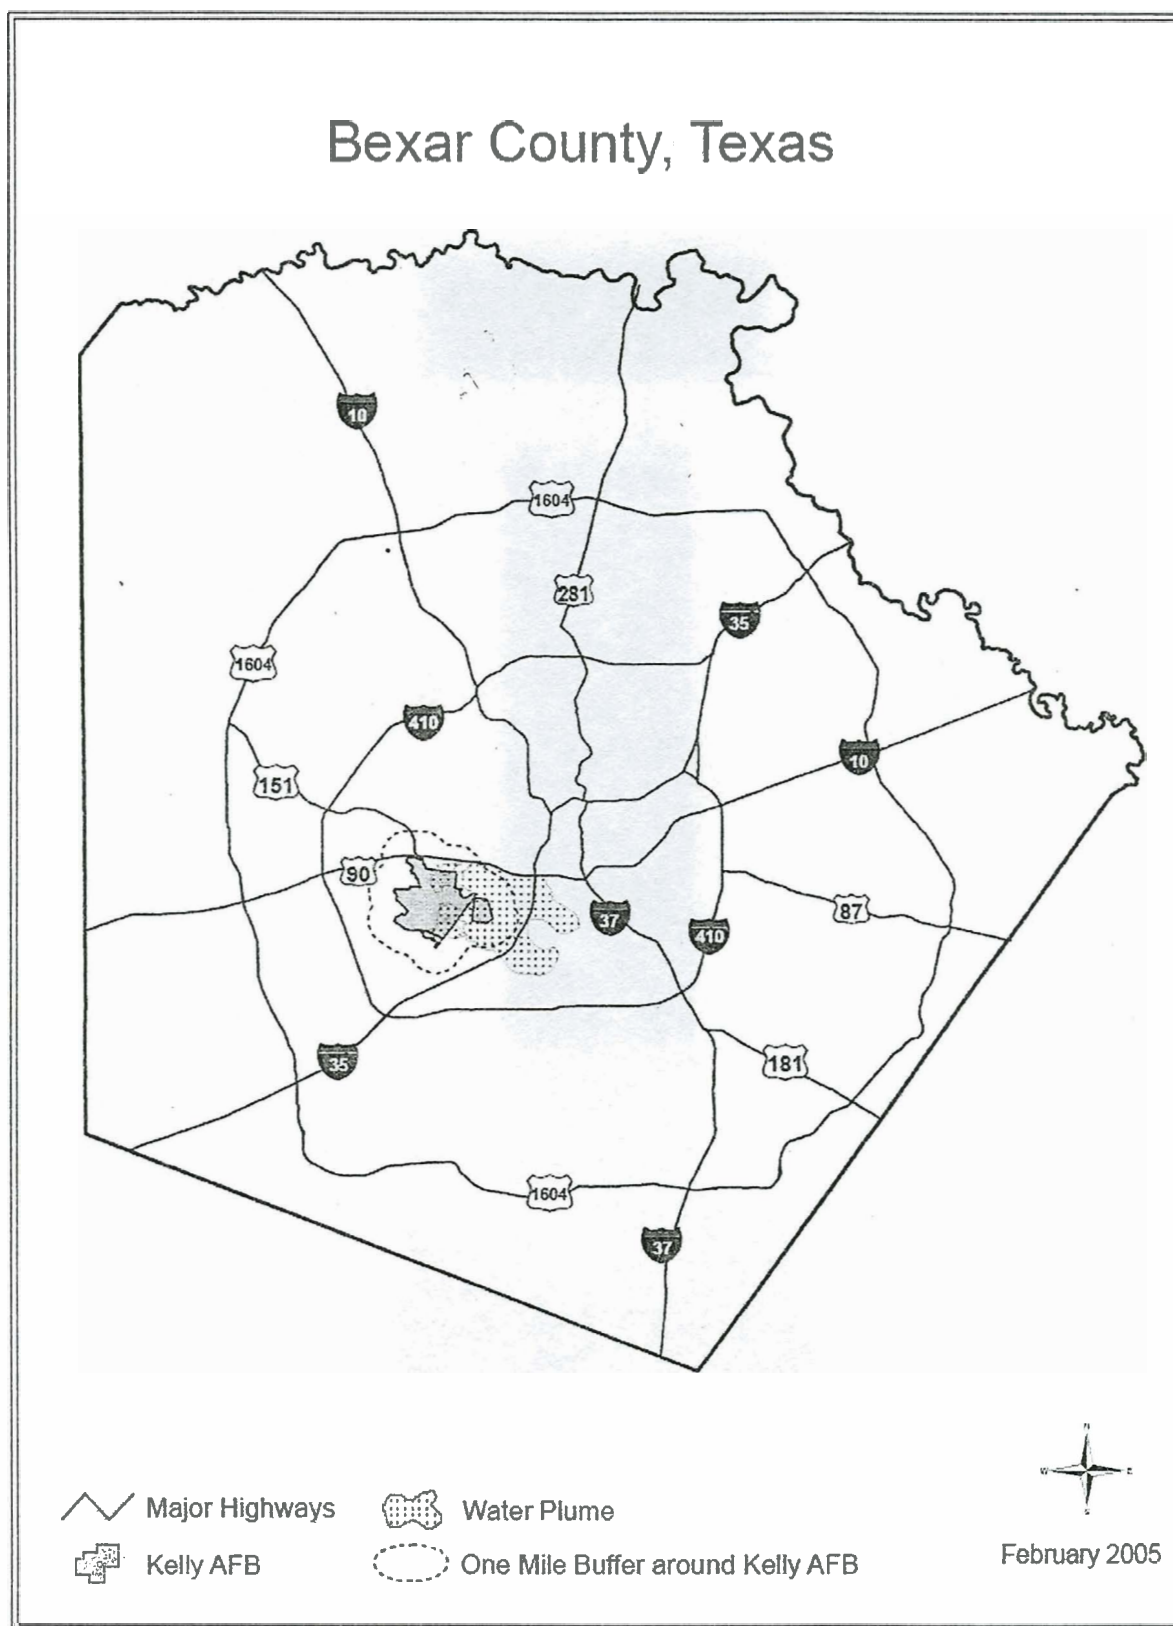 Bexar County, Texas
10
1604
281
35
1604
410
10
151
90
87
37
410
35
181
1604
37
N
W E
S
Major Highways
Water Plume
Kelly AFB
One Mile Buffer around Kelly AFB
February 2005